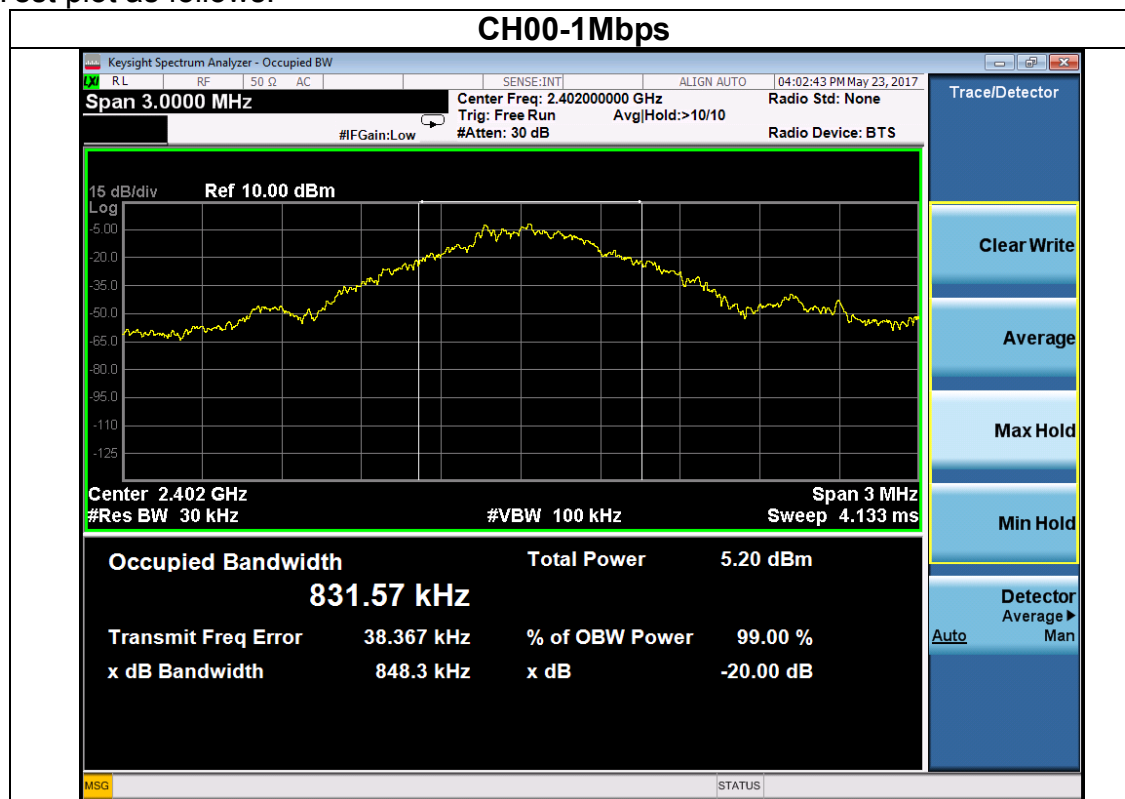 Test plot as follows:
CH00-1Mbps
Keysight Spectrum Analyzer - Occupied BW
LXI RL RF 50 Ω AC SENSE:INT ALIGN AUTO 04:02:43 PM May 23, 2017
Span 3.0000 MHz Center Freq: 2.402000000 GHz Radio Std: None
Trig: Free Run Avg|Hold:>10/10
#IFGain:Low #Atten: 30 dB Radio Device: BTS
Trace/Detector
15 dB/div Ref 10.00 dBm
Log
-5.00
-20.0
-35.0
-50.0
-65.0
-80.0
-95.0
-110
-125
Center 2.402 GHz Span 3 MHz
#Res BW 30 kHz #VBW 100 kHz Sweep 4.133 ms
Occupied Bandwidth Total Power 5.20 dBm
831.57 kHz
Transmit Freq Error 38.367 kHz % of OBW Power 99.00 %
x dB Bandwidth 848.3 kHz x dB -20.00 dB
Clear Write
Average
Max Hold
Min Hold
Detector
Average▶
Auto Man
MSG STATUS